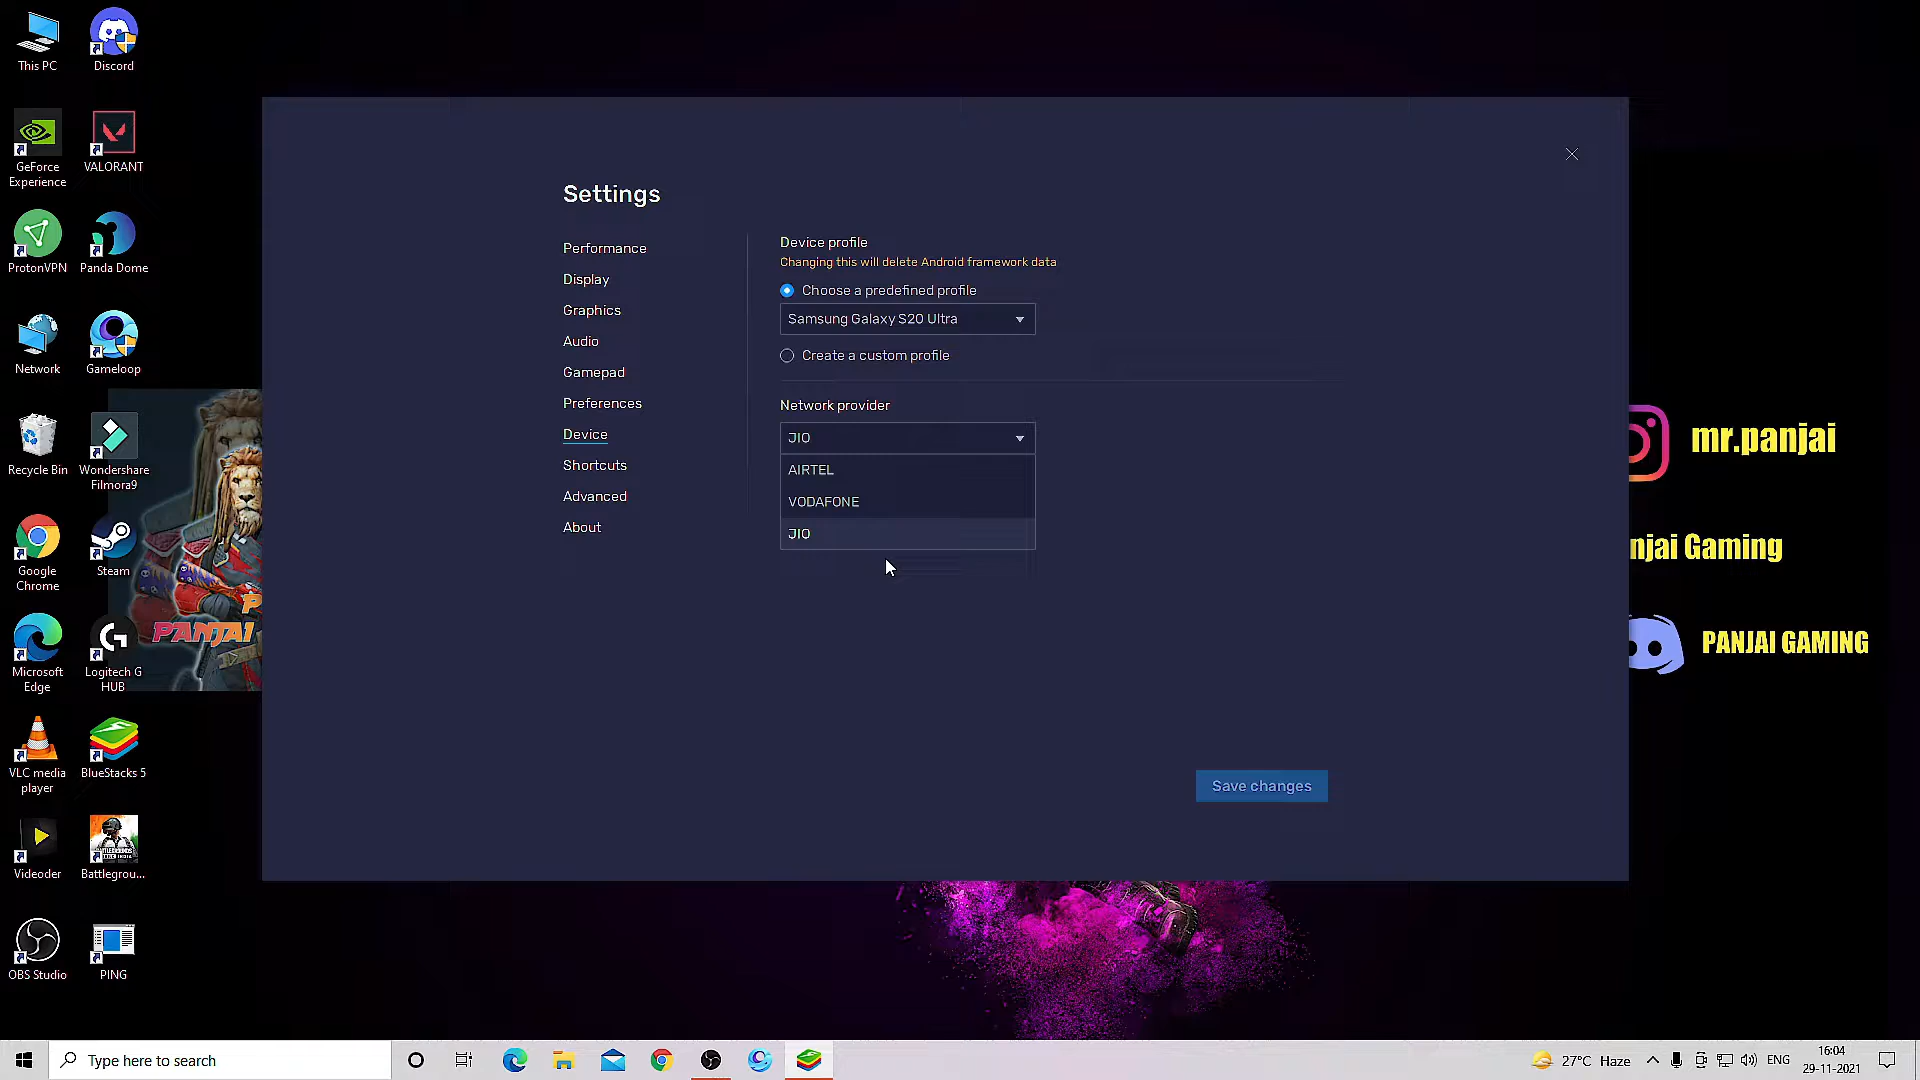 This PC
Discord
GeForce
Experience
VALORANT
ProtonVPN
Panda Dome
Network
Gameloop
Recycle Bin
Wondershare
Filmora9
Google
Chrome
Steam
Microsoft
Edge
Logitech G
HUB
VLC media
player
BlueStacks 5
Videoder
Battlegrou...
OBS Studio
PING
PANJAI
Settings
Performance
Display
Graphics
Audio
Gamepad
Preferences
Device
Shortcuts
Advanced
About
Device profile
Changing this will delete Android framework data
Choose a predefined profile
Samsung Galaxy S20 Ultra
Create a custom profile
Network provider
JIO
AIRTEL
VODAFONE
JIO
Save changes
mr.panjai
njai Gaming
PANJAI GAMING
Type here to search
27°C Haze
ENG
16:04
29-11-2021